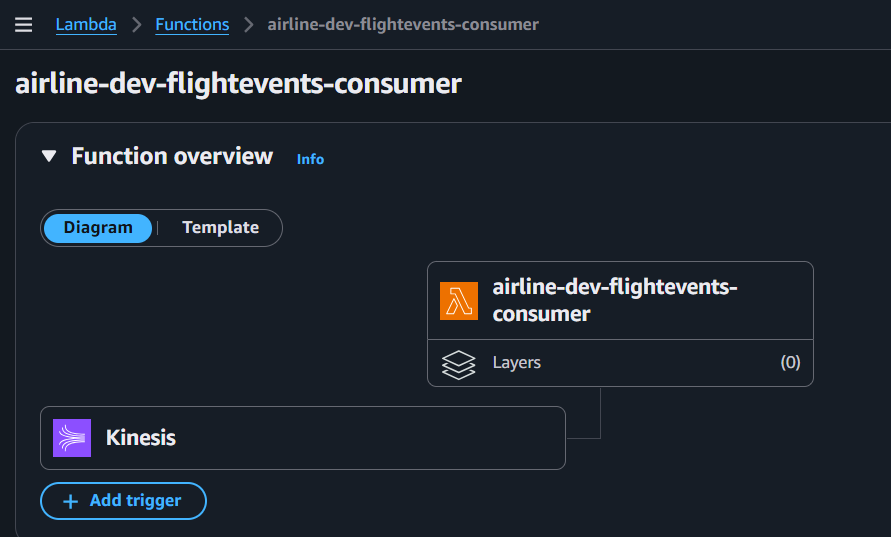 Lambda > Functions > airline-dev-flightevents-consumer
airline-dev-flightevents-consumer
Function overview Info
Diagram | Template
airline-dev-flightevents-
consumer
Layers (0)
Kinesis
+ Add trigger